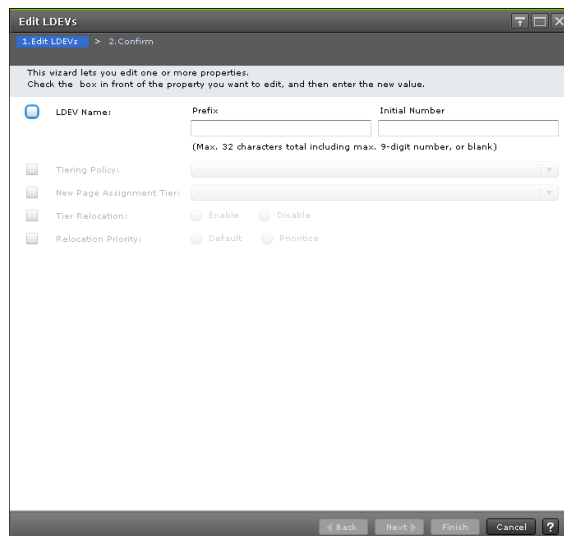 Edit LDEVs
1.Edit LDEVs > 2.Confirm
This wizard lets you edit one or more properties.
Check the box in front of the property you want to edit, and then enter the new value.
LDEV Name: Prefix Initial Number
(Max. 32 characters total including max. 9-digit number, or blank)
Tiering Policy: -
New Page Assignment Tier: -
Tier Relocation: Enable Disable
Relocation Priority: Default Prioritize
Back Next Finish Cancel ?